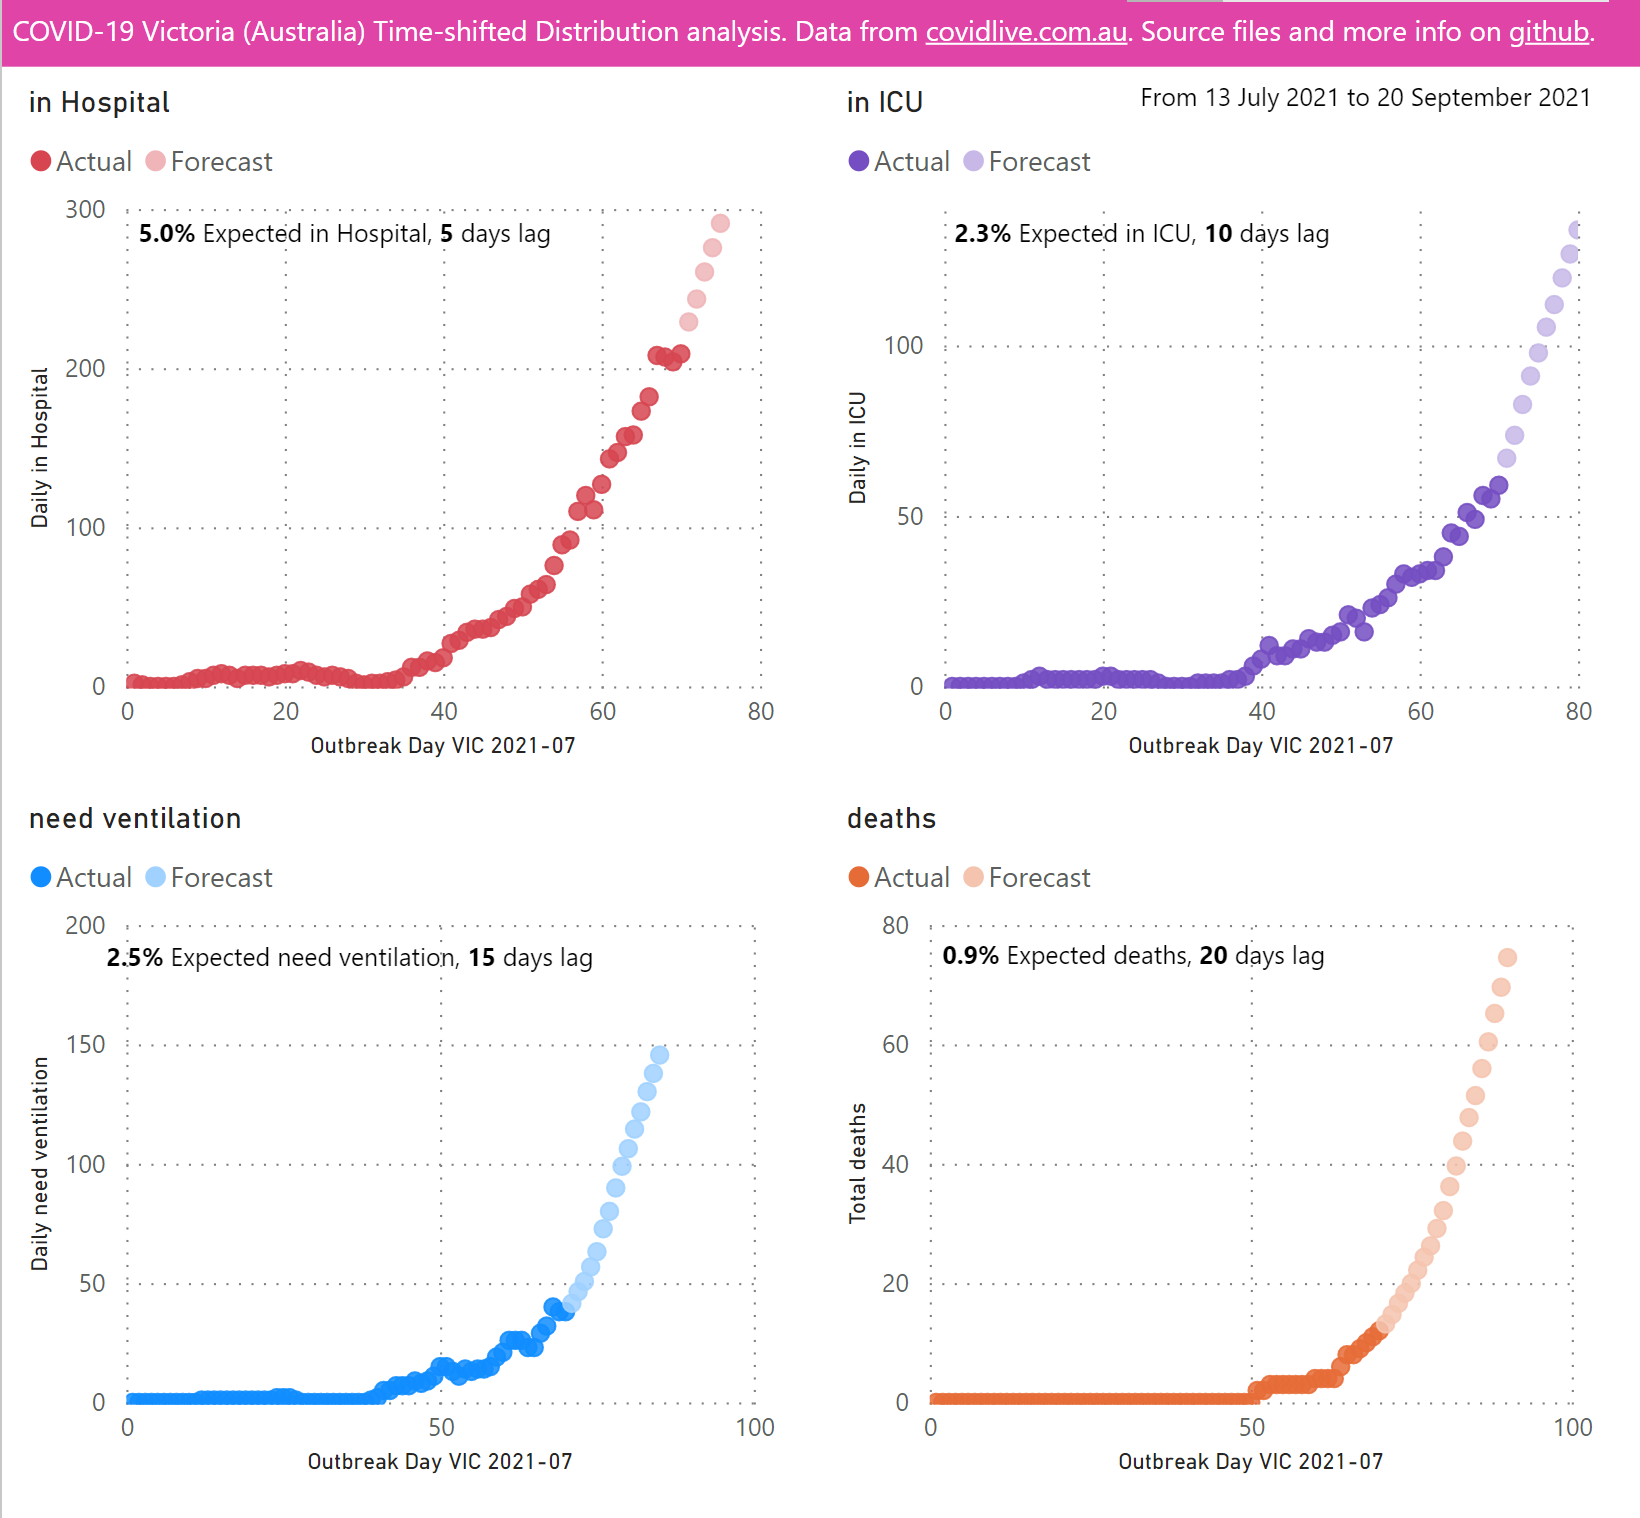 COVID-19 Victoria (Australia) Time-shifted Distribution analysis. Data from covidlive.com.au. Source files and more info on github.
in Hospital
Actual Forecast
5.0% Expected in Hospital, 5 days lag
300
200
100
0
Daily in Hospital
0 20 40 60 80
Outbreak Day VIC 2021-07
in ICU
From 13 July 2021 to 20 September 2021
Actual Forecast
2.3% Expected in ICU, 10 days lag
100
50
0
Daily in ICU
0 20 40 60 80
Outbreak Day VIC 2021-07
need ventilation
Actual Forecast
200
2.5% Expected need ventilation, 15 days lag
150
100
50
0
Daily need ventilation
0 50 100
Outbreak Day VIC 2021-07
deaths
Actual Forecast
80
0.9% Expected deaths, 20 days lag
60
40
20
0
Total deaths
0 50 100
Outbreak Day VIC 2021-07